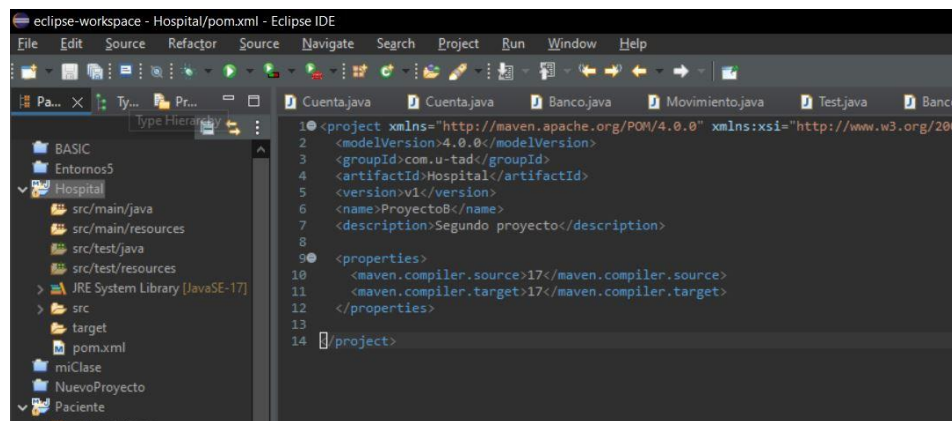 eclipse-workspace - Hospital/pom.xml - Eclipse IDE
File Edit Source Refactor Source Navigate Search Project Run Window Help
Pa... Ty... Pr...
Cuenta.java Cuenta.java Banco.java Movimiento.java Test.java Banc
Type Hierarchy
BASIC
Entornos5
Hospital
src/main/java
src/main/resources
src/test/java
src/test/resources
JRE System Library [JavaSE-17]
src
target
pom.xml
miClase
NuevoProyecto
Paciente
1 <project xmlns="http://maven.apache.org/POM/4.0.0" xmlns:xsi="http://www.w3.org/200
2 <modelVersion>4.0.0</modelVersion>
3 <groupId>com.u-tad</groupId>
4 <artifactId>Hospital</artifactId>
5 <version>v1</version>
6 <name>ProyectoB</name>
7 <description>Segundo proyecto</description>
8
9 <properties>
10 <maven.compiler.source>17</maven.compiler.source>
11 <maven.compiler.target>17</maven.compiler.target>
12 </properties>
13
14 </project>